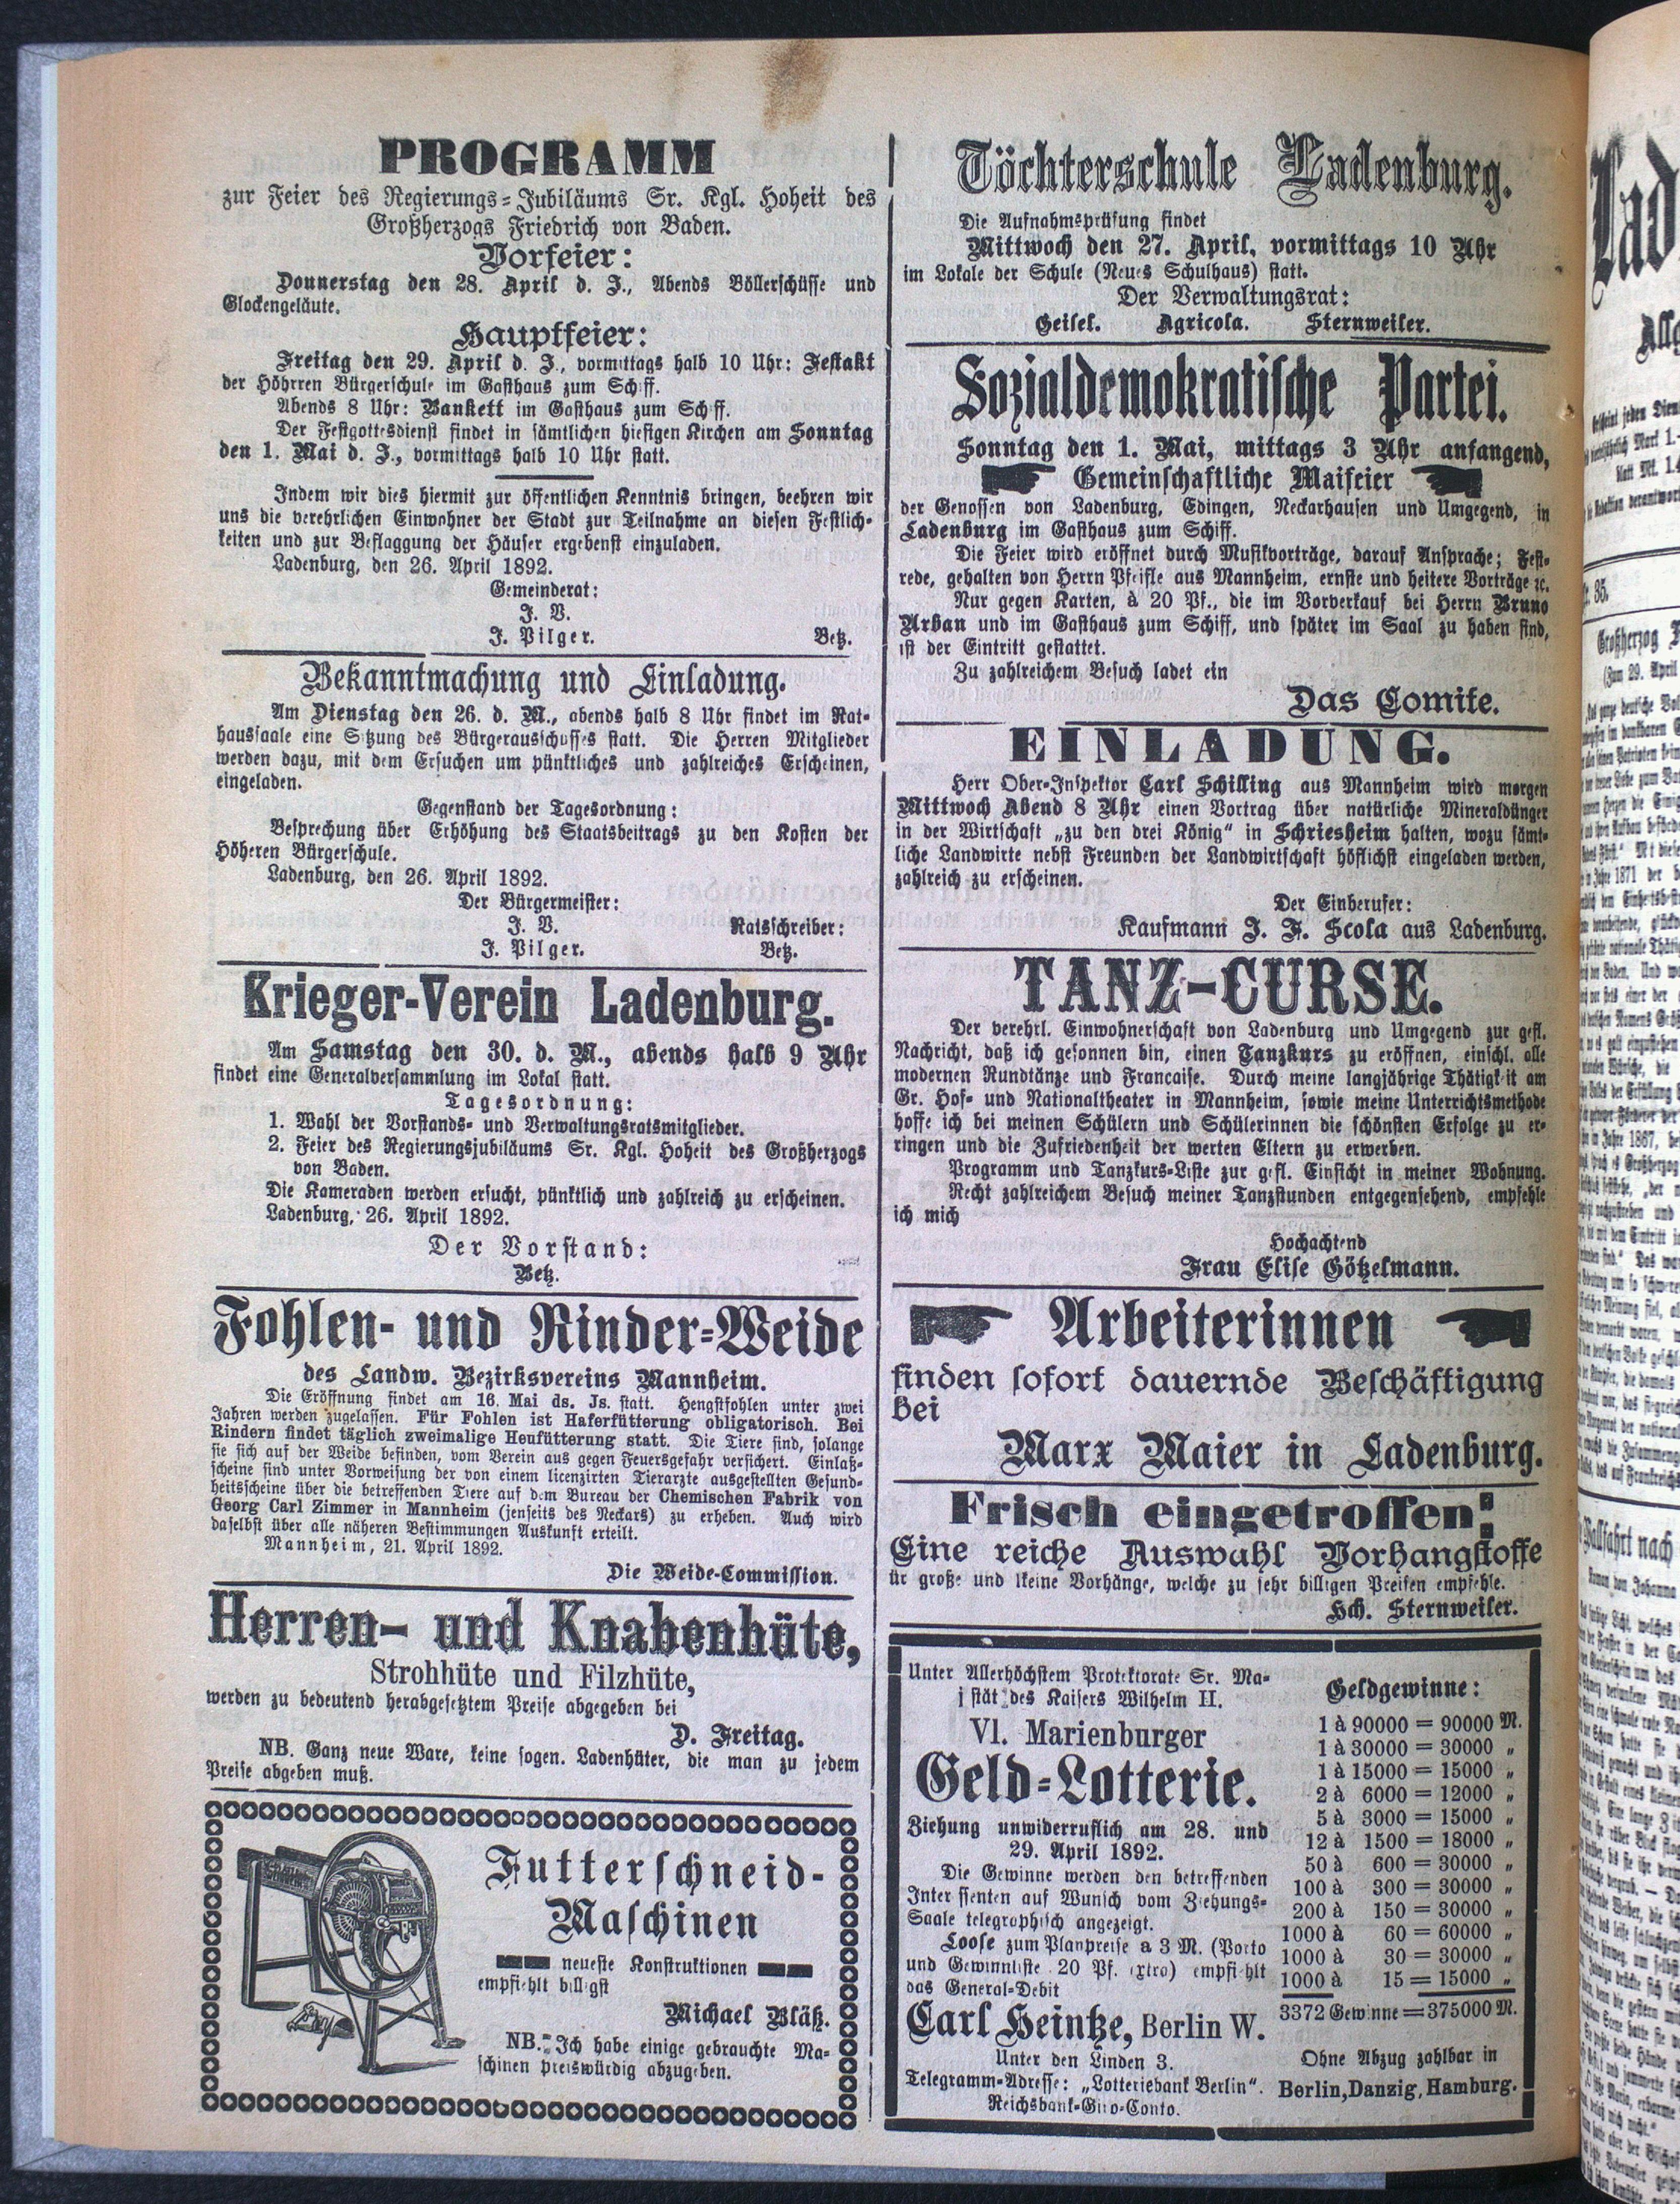 PROGRAMM
zur Feier des Regierungs-Jubiläums Sr. Kgl. Hoheit des
Großherzogs Friedrich von Baden.
Vorfeier:
Donnerstag den 28. April d. J., Abends Böllerschüsse und
Glockengeläute.
Hauptfeier:
Freitag den 29. April d. J., vormittags halb 10 Uhr: Festakt
der Höhrren Bürgerschule im Gasthaus zum Schiff.
Abends 8 Uhr: Bankett im Gasthaus zum Schiff.
Der Festgottesdienst findet in sämtlichen hiesigen Kirchen am Sonntag
den 1. Mai d. J., vormittags halb 10 Uhr statt.
Indem wir dies hiermit zur öffentlichen Kenntnis bringen, beehren wir
uns die verehrlichen Einwohner der Stadt zur Teilnahme an diesen Festlich-
keiten und zur Beflaggung der Häuser ergebenst einzuladen.
Ladenburg, den 26. April 1892.
Gemeinderat:
J. V.
J. Pilger. Betz.
Bekanntmachung und Einladung.
Am Dienstag den 26. d. M., abends halb 8 Uhr findet im Rat-
haussaale eine Sitzung des Bürgerausschusses statt. Die Herren Mitglieder
werden dazu, mit dem Ersuchen um pünktliches und zahlreiches Erscheinen,
eingeladen.
Gegenstand der Tagesordnung:
Besprechung über Erhöhung des Staatsbeitrags zu den Kosten der
Höheren Bürgerschule.
Ladenburg, den 26. April 1892.
Der Bürgermeister:
J. V. Ratsschreiber:
J. Pilger. Betz.
Krieger-Verein Ladenburg.
Am Samstag den 30. d. M., abends halb 9 Uhr
findet eine Generalversammlung im Lokal statt.
Tagesordnung:
1. Wahl der Vorstands- und Verwaltungsratsmitglieder.
2. Feier des Regierungsjubiläums Sr. Kgl. Hoheit des Großherzogs
von Baden.
Die Kameraden werden ersucht, pünktlich und zahlreich zu erscheinen.
Ladenburg, 26. April 1892.
Der Vorstand:
Betz.
Fohlen- und Rinder-Weide
des Landw. Bezirksvereins Mannheim.
Die Eröffnung findet am 16. Mai ds. Js. statt. Hengstfohlen unter zwei
Jahren werden zugelassen. Für Fohlen ist Haferfütterung obligatorisch. Bei
Rindern findet täglich zweimalige Heufütterung statt. Die Tiere sind, solange
sie sich auf der Weide befinden, vom Verein aus gegen Feuersgefahr versichert. Einlaß-
scheine sind unter Vorweisung der von einem licenzirten Tierarzte ausgestellten Gesund-
heitsscheine über die betreffenden Tiere auf dem Bureau der Chemischen Fabrik von
Georg Carl Zimmer in Mannheim (jenseits des Neckars) zu erheben. Auch wird
daselbst über alle näheren Bestimmungen Auskunft erteilt.
Mannheim, 21. April 1892.
Die Weide-Commission.
Herren- und Knabenhüte,
Strohhüte und Filzhüte,
werden zu bedeutend herabgesetztem Preise abgegeben bei
D. Freitag.
NB. Ganz neue Ware, keine sogen. Ladenhüter, die man zu jedem
Preise abgeben muß.
Futterschneid-
Maschinen
neueste Konstruktionen
empfiehlt billigst
Michael Bläß.
NB. Ich habe einige gebrauchte Ma-
schinen preiswürdig abzugeben.
Töchterschule Ladenburg.
Die Aufnahmsprüfung findet
Mittwoch den 27. April, vormittags 10 Uhr
im Lokale der Schule (Neues Schulhaus) statt.
Der Verwaltungsrat:
Geisel. Agricola. Sternweiler.
Sozialdemokratische Partei.
Sonntag den 1. Mai, mittags 3 Uhr anfangend,
Gemeinschaftliche Maifeier
der Genossen von Ladenburg, Edingen, Neckarhausen und Umgegend, in
Ladenburg im Gasthaus zum Schiff.
Die Feier wird eröffnet durch Musikvorträge, darauf Ansprache; Fest-
rede, gehalten von Herrn Pfeifle aus Mannheim, ernste und heitere Vorträge ꝛc.
Nur gegen Karten, à 20 Pf., die im Vorverkauf bei Herrn Bruno
Urban und im Gasthaus zum Schiff, und später im Saal zu haben sind,
ist der Eintritt gestattet.
Zu zahlreichem Besuch ladet ein
Das Comite.
EINLADUNG.
Herr Ober-Inspektor Carl Schilling aus Mannheim wird morgen
Mittwoch Abend 8 Uhr einen Vortrag über natürliche Mineraldünger
in der Wirtschaft „zu den drei König“ in Schriesheim halten, wozu sämt-
liche Landwirte nebst Freunden der Landwirtschaft höflichst eingeladen werden,
zahlreich zu erscheinen.
Der Einberufer:
Kaufmann J. F. Scola aus Ladenburg.
TANZ-CURSE.
Der verehrl. Einwohnerschaft von Ladenburg und Umgegend zur gefl.
Nachricht, daß ich gesonnen bin, einen Tanzkurs zu eröffnen, einschl. alle
modernen Rundtänze und Francaise. Durch meine langjährige Thätigkeit am
Gr. Hof- und Nationaltheater in Mannheim, sowie meine Unterrichtsmethode
hoffe ich bei meinen Schülern und Schülerinnen die schönsten Erfolge zu er-
ringen und die Zufriedenheit der werten Eltern zu erwerben.
Programm und Tanzkurs-Liste zur gefl. Einsicht in meiner Wohnung.
Recht zahlreichem Besuch meiner Tanzstunden entgegensehend, empfehle
ich mich
Hochachtend
Frau Elise Götzelmann.
Arbeiterinnen
finden sofort dauernde Beschäftigung
bei
Marx Maier in Ladenburg.
Frisch eingetroffen!
Eine reiche Auswahl Vorhangstoffe
ür große und kleine Vorhänge, welche zu sehr billigen Preisen empfehle.
Hch. Sternweiler.
Unter Allerhöchstem Protektorate Sr. Ma-
jestät des Kaisers Wilhelm II.
VI. Marienburger
Geld-Lotterie.
Ziehung unwiderruflich am 28. und
29. April 1892.
Die Gewinne werden den betreffenden
Interessenten auf Wunsch vom Ziehungs-
Saale telegraphisch angezeigt.
Loose zum Planpreise a 3 M. (Porto
und Gewinnliste 20 Pf. extra) empfiehlt
das General-Debit
Carl Heintze, Berlin W.
Unter den Linden 3.
Telegramm-Adresse: „Lotteriebank Berlin“.
Reichsbank-Giro-Conto.
Geldgewinne:
1 à 90000 = 90000 M.
1 à 30000 = 30000 „
1 à 15000 = 15000 „
2 à 6000 = 12000 „
5 à 3000 = 15000 „
12 à 1500 = 18000 „
50 à 600 = 30000 „
100 à 300 = 30000 „
200 à 150 = 30000 „
1000 à 60 = 60000 „
1000 à 30 = 30000 „
1000 à 15 = 15000 „
3372 Gewinne = 375000 M.
Ohne Abzug zahlbar in
Berlin, Danzig, Hamburg.